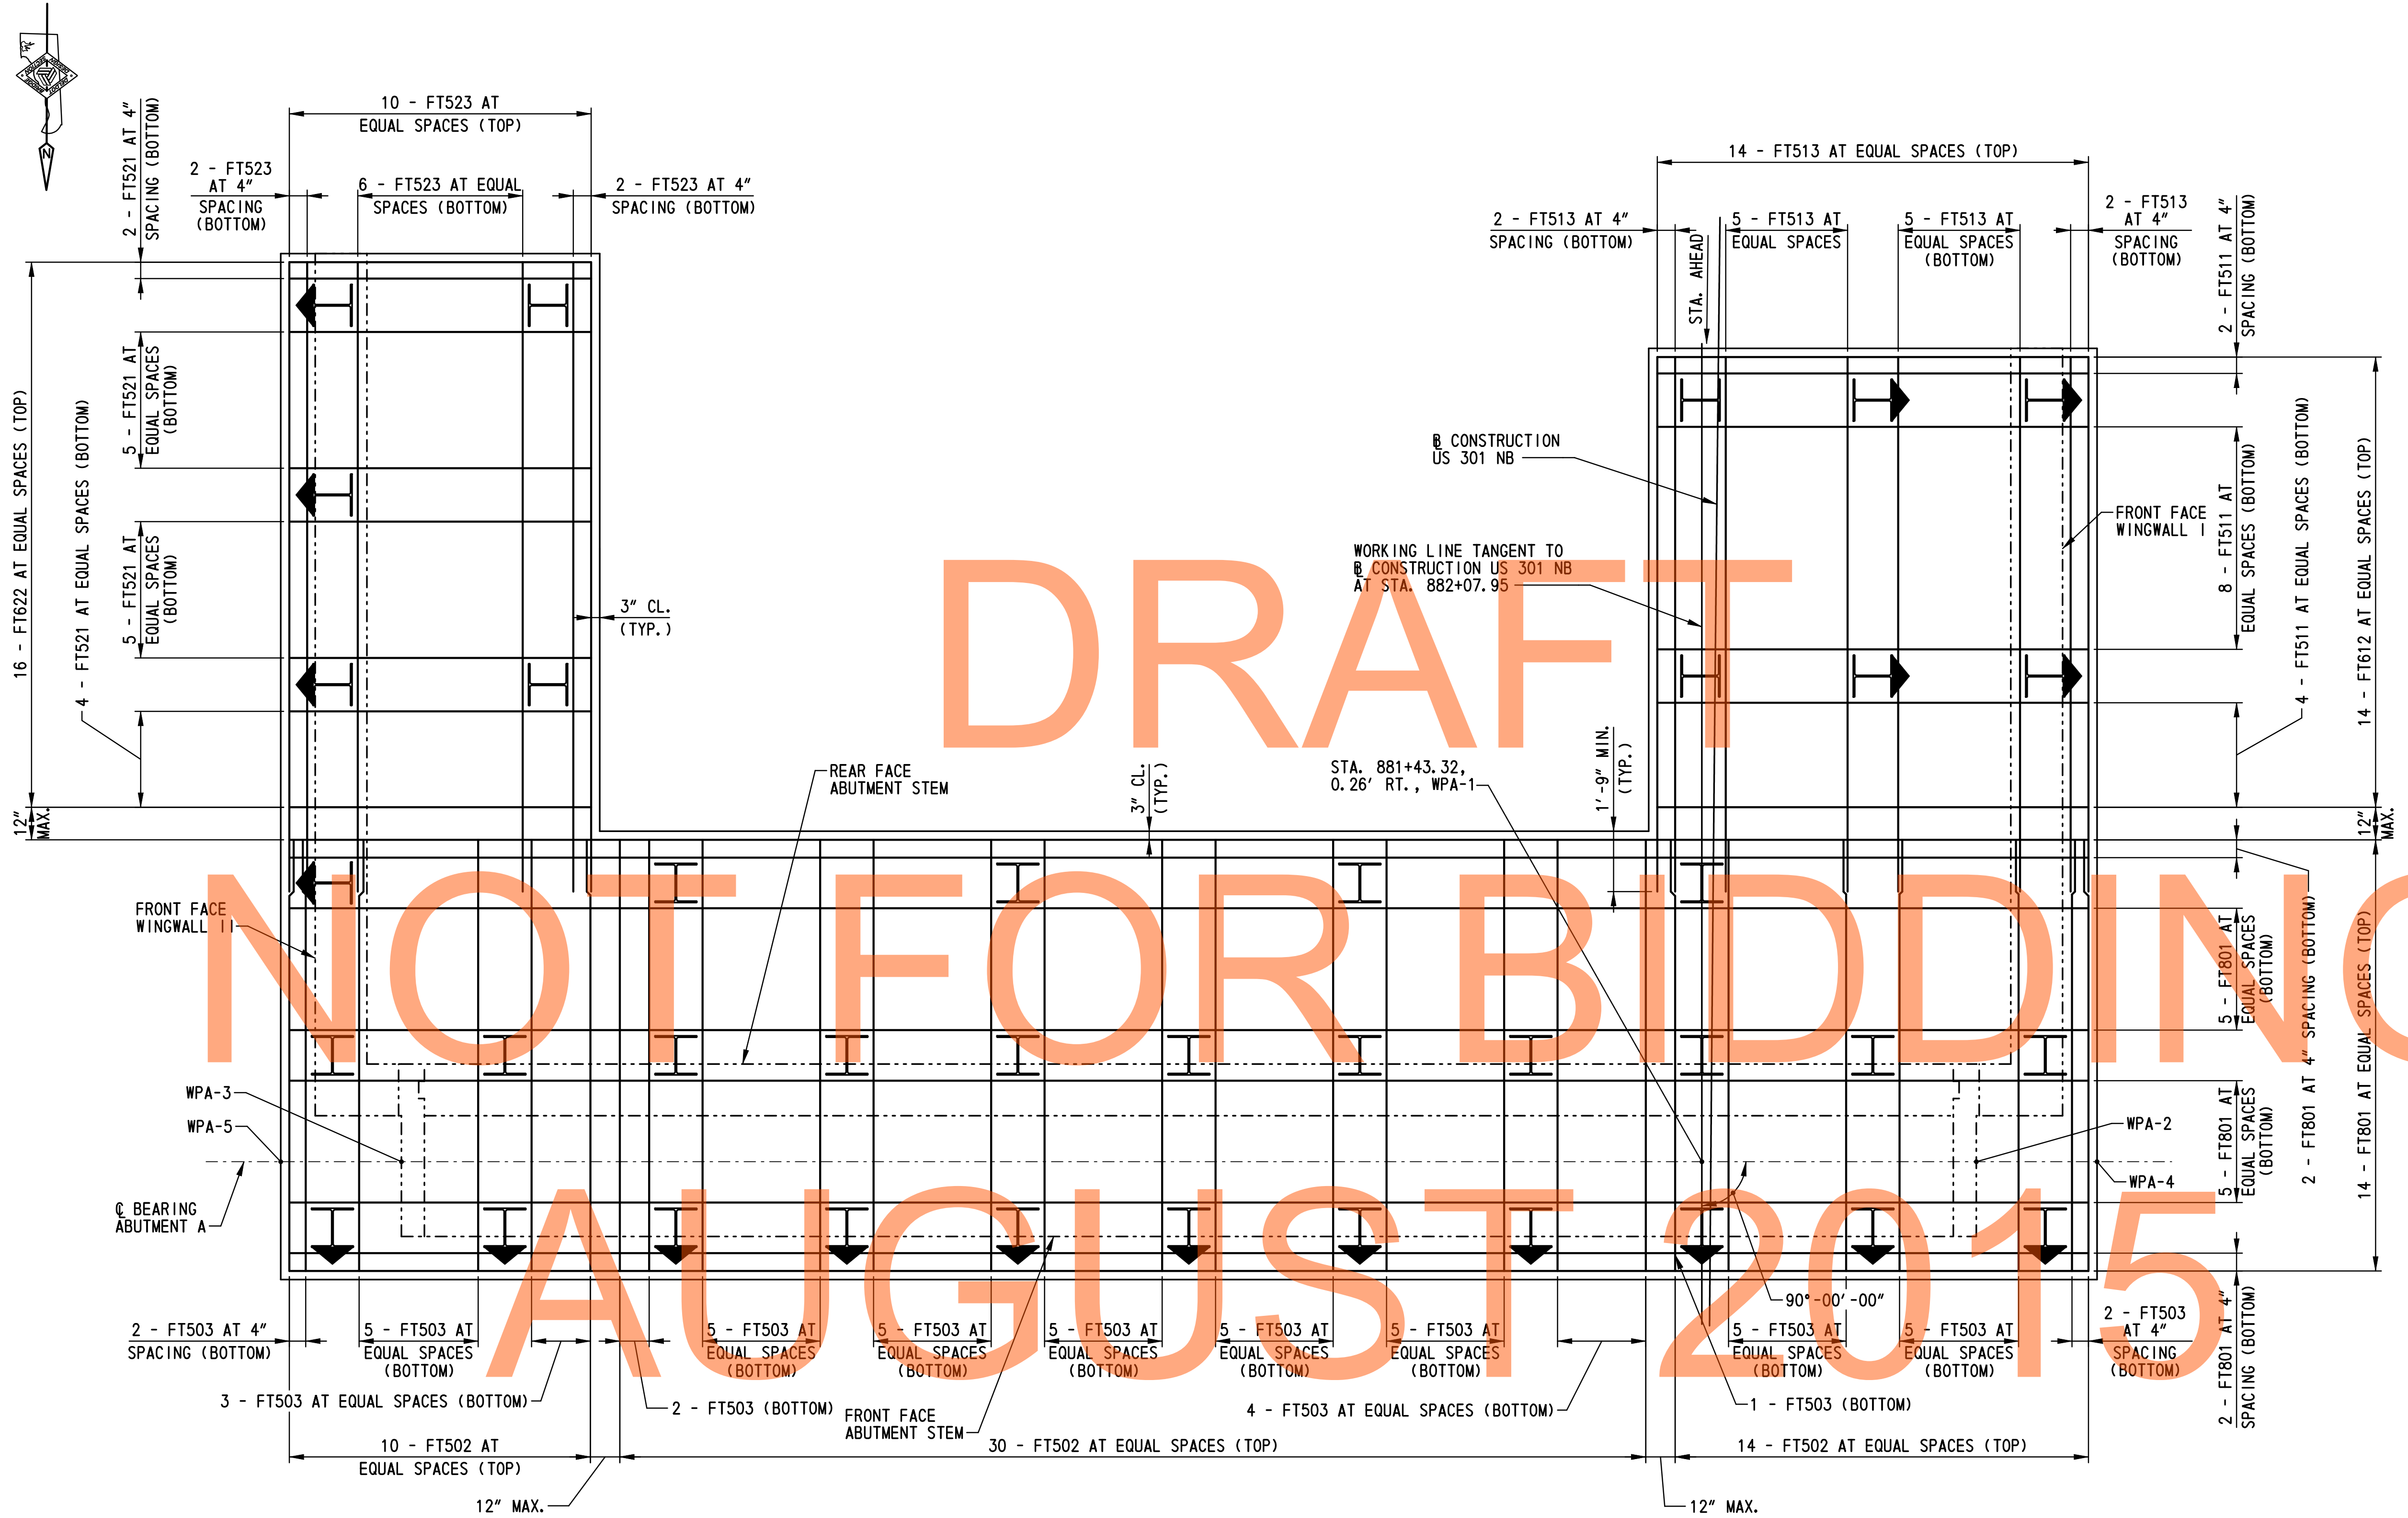 N
10 - FT523 AT
EQUAL SPACES (TOP)
2 - FT521 AT 4"
SPACING (BOTTOM)
2 - FT523
AT 4"
SPACING
(BOTTOM)
6 - FT523 AT EQUAL
SPACES (BOTTOM)
2 - FT523 AT 4"
SPACING (BOTTOM)
14 - FT513 AT EQUAL SPACES (TOP)
2 - FT513 AT 4"
SPACING (BOTTOM)
STA. AHEAD
5 - FT513 AT
EQUAL SPACES
5 - FT513 AT
EQUAL SPACES
(BOTTOM)
2 - FT513
AT 4"
SPACING
(BOTTOM)
2 - FT511 AT 4"
SPACING (BOTTOM)
16 - FT622 AT EQUAL SPACES (TOP)
4 - FT521 AT EQUAL SPACES (BOTTOM)
5 - FT521 AT
EQUAL SPACES
(BOTTOM)
5 - FT521 AT
EQUAL SPACES
(BOTTOM)
12"
MAX.
3" CL.
(TYP.)
℄ CONSTRUCTION
US 301 NB
WORKING LINE TANGENT TO
℄ CONSTRUCTION US 301 NB
AT STA. 882+07.95
FRONT FACE
WINGWALL I
8 - FT511 AT
EQUAL SPACES (BOTTOM)
4 - FT511 AT EQUAL SPACES (BOTTOM)
14 - FT612 AT EQUAL SPACES (TOP)
12"
MAX.
DRAFT
REAR FACE
ABUTMENT STEM
3" CL.
(TYP.)
STA. 881+43.32,
0.26' RT., WPA-1
1'-9" MIN.
(TYP.)
NOT FOR BIDDING
FRONT FACE
WINGWALL II
5 - FT801 AT
EQUAL SPACES
(BOTTOM)
2 - FT801 AT 4" SPACING (BOTTOM)
14 - FT801 AT EQUAL SPACES (TOP)
WPA-3
WPA-5
5 - FT801 AT
EQUAL SPACES
(BOTTOM)
WPA-2
WPA-4
℄ BEARING
ABUTMENT A
AUGUST 2015
90°-00'-00"
2 - FT801 AT 4"
SPACING (BOTTOM)
2 - FT503 AT 4"
SPACING (BOTTOM)
5 - FT503 AT
EQUAL SPACES
(BOTTOM)
5 - FT503 AT
EQUAL SPACES
(BOTTOM)
5 - FT503 AT
EQUAL SPACES
(BOTTOM)
5 - FT503 AT
EQUAL SPACES
(BOTTOM)
5 - FT503 AT
EQUAL SPACES
(BOTTOM)
5 - FT503 AT
EQUAL SPACES
(BOTTOM)
5 - FT503 AT
EQUAL SPACES
(BOTTOM)
5 - FT503 AT
EQUAL SPACES
(BOTTOM)
2 - FT503
AT 4"
SPACING
(BOTTOM)
3 - FT503 AT EQUAL SPACES (BOTTOM)
2 - FT503 (BOTTOM)
FRONT FACE
ABUTMENT STEM
4 - FT503 AT EQUAL SPACES (BOTTOM)
1 - FT503 (BOTTOM)
10 - FT502 AT
EQUAL SPACES (TOP)
30 - FT502 AT EQUAL SPACES (TOP)
14 - FT502 AT EQUAL SPACES (TOP)
12" MAX.
12" MAX.